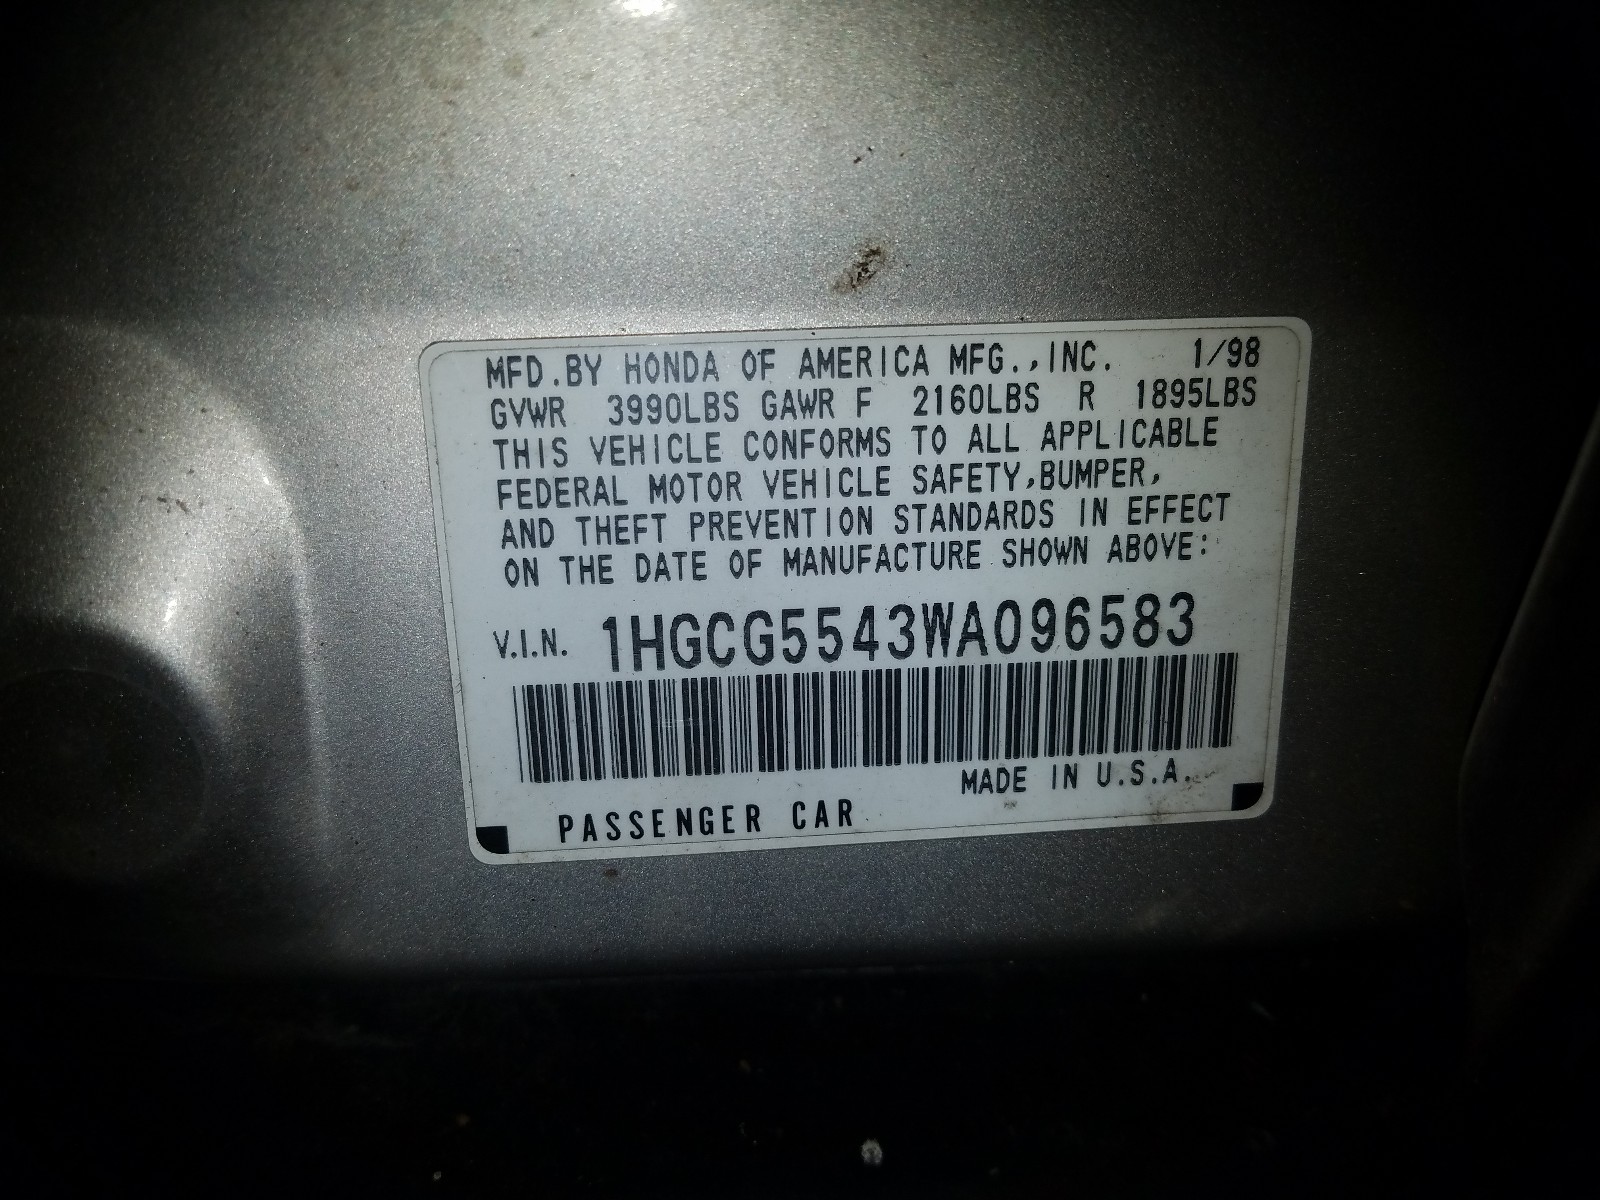 MFD.BY HONDA OF AMERICA MFG.,INC. 1/98
GVWR 3990LBS GAWR F 2160LBS R 1895LBS
THIS VEHICLE CONFORMS TO ALL APPLICABLE
FEDERAL MOTOR VEHICLE SAFETY,BUMPER,
AND THEFT PREVENTION STANDARDS IN EFFECT
ON THE DATE OF MANUFACTURE SHOWN ABOVE:
V.I.N. 1HGCG5543WA096583
MADE IN U.S.A.
PASSENGER CAR